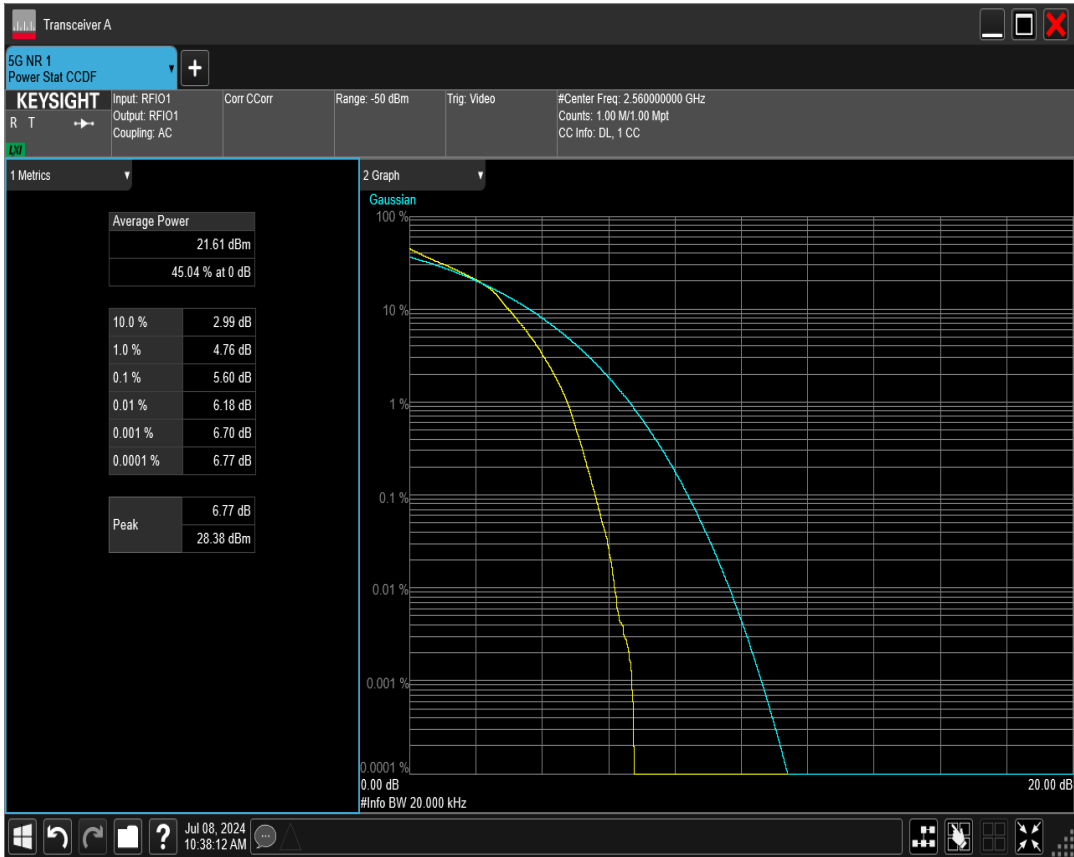 Transceiver A
5G NR 1
Power Stat CCDF
+
KEYSIGHT
R T
LXI
Input: RFIO1
Output: RFIO1
Coupling: AC
Corr CCorr
Range: -50 dBm
Trig: Video
#Center Freq: 2.560000000 GHz
Counts: 1.00 M/1.00 Mpt
CC Info: DL, 1 CC
1 Metrics
Average Power
21.61 dBm
45.04 % at 0 dB
10.0 % 2.99 dB
1.0 % 4.76 dB
0.1 % 5.60 dB
0.01 % 6.18 dB
0.001 % 6.70 dB
0.0001 % 6.77 dB
Peak
6.77 dB
28.38 dBm
2 Graph
Gaussian
100 %
10 %
1 %
0.1 %
0.01 %
0.001 %
0.0001 %
0.00 dB 20.00 dB
#Info BW 20.000 kHz
?
Jul 08, 2024
10:38:12 AM